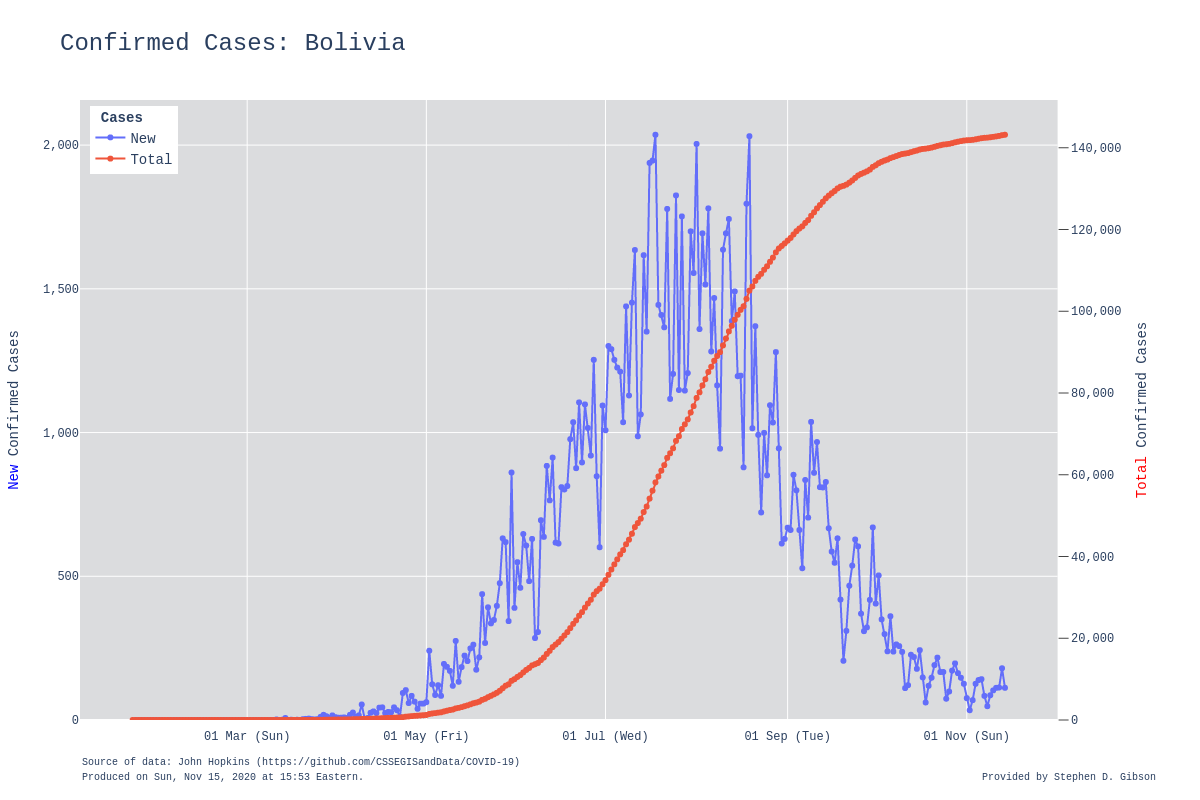 Confirmed Cases: Bolivia
Cases
New
Total
2,000
1,500
1,000
500
0
140,000
120,000
100,000
80,000
60,000
40,000
20,000
0
New Confirmed Cases
Total Confirmed Cases
01 Mar (Sun)
01 May (Fri)
01 Jul (Wed)
01 Sep (Tue)
01 Nov (Sun)
Source of data: John Hopkins (https://github.com/CSSEGISandData/COVID-19)
Produced on Sun, Nov 15, 2020 at 15:53 Eastern.
Provided by Stephen D. Gibson